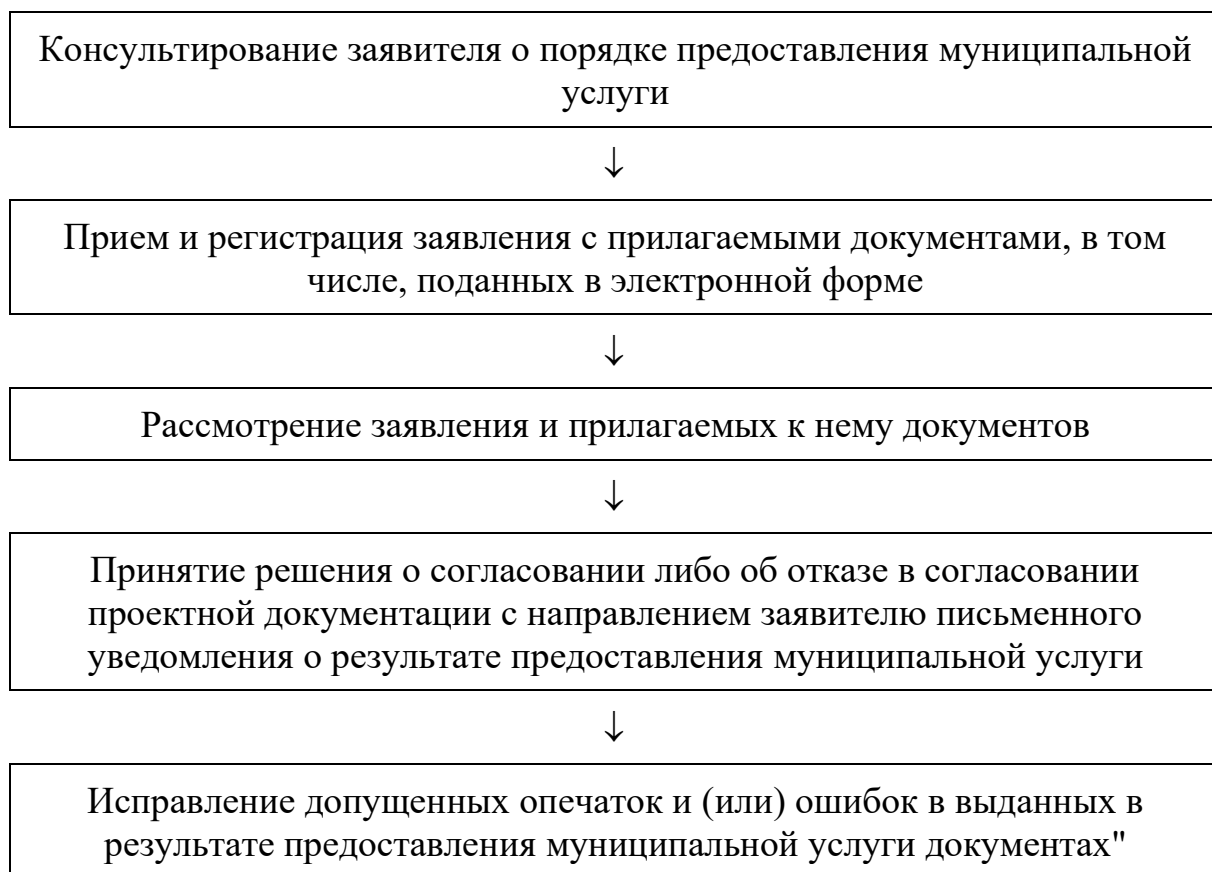 Консультирование заявителя о порядке предоставления муниципальной
услуги
↓
Прием и регистрация заявления с прилагаемыми документами, в том
числе, поданных в электронной форме
↓
Рассмотрение заявления и прилагаемых к нему документов
↓
Принятие решения о согласовании либо об отказе в согласовании
проектной документации с направлением заявителю письменного
уведомления о результате предоставления муниципальной услуги
↓
Исправление допущенных опечаток и (или) ошибок в выданных в
результате предоставления муниципальной услуги документах"